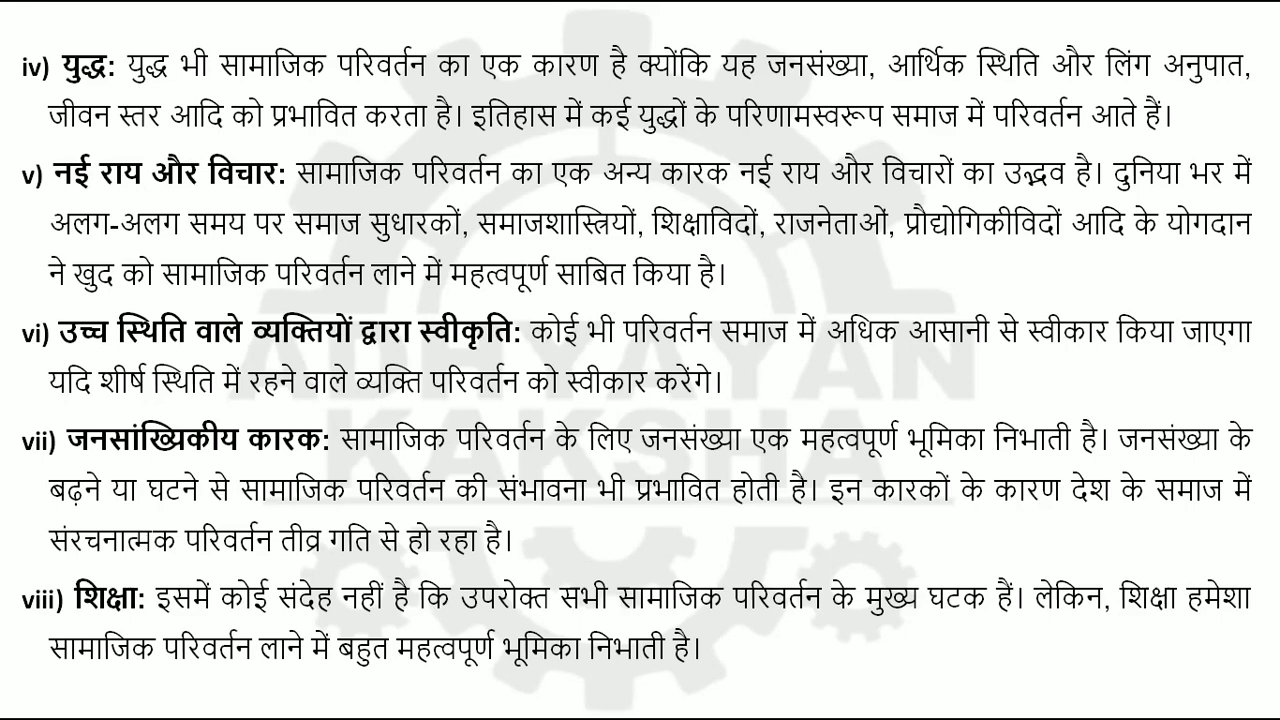 iv) युद्ध: युद्ध भी सामाजिक परिवर्तन का एक कारण है क्योंकि यह जनसंख्या, आर्थिक स्थिति और लिंग अनुपात,
जीवन स्तर आदि को प्रभावित करता है। इतिहास में कई युद्धों के परिणामस्वरूप समाज में परिवर्तन आते हैं।
v) नई राय और विचार: सामाजिक परिवर्तन का एक अन्य कारक नई राय और विचारों का उद्भव है। दुनिया भर में
अलग-अलग समय पर समाज सुधारकों, समाजशास्त्रियों, शिक्षाविदों, राजनेताओं, प्रौद्योगिकीविदों आदि के योगदान
ने खुद को सामाजिक परिवर्तन लाने में महत्वपूर्ण साबित किया है।
vi) उच्च स्थिति वाले व्यक्तियों द्वारा स्वीकृति: कोई भी परिवर्तन समाज में अधिक आसानी से स्वीकार किया जाएगा
यदि शीर्ष स्थिति में रहने वाले व्यक्ति परिवर्तन को स्वीकार करेंगे।
vii) जनसांख्यिकीय कारक: सामाजिक परिवर्तन के लिए जनसंख्या एक महत्वपूर्ण भूमिका निभाती है। जनसंख्या के
बढ़ने या घटने से सामाजिक परिवर्तन की संभावना भी प्रभावित होती है। इन कारकों के कारण देश के समाज में
संरचनात्मक परिवर्तन तीव्र गति से हो रहा है।
viii) शिक्षा: इसमें कोई संदेह नहीं है कि उपरोक्त सभी सामाजिक परिवर्तन के मुख्य घटक हैं। लेकिन, शिक्षा हमेशा
सामाजिक परिवर्तन लाने में बहुत महत्वपूर्ण भूमिका निभाती है।
KAKSHA